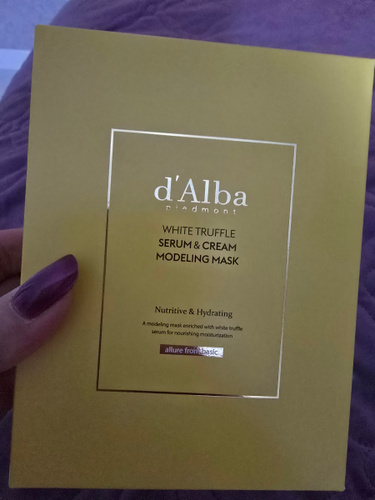 d'Alba
piedmont
WHITE TRUFFLE
SERUM & CREAM
MODELING MASK
Nutritive & Hydrating
A modeling mask enriched with white truffle
serum for nourishing moisturization
allure from basic